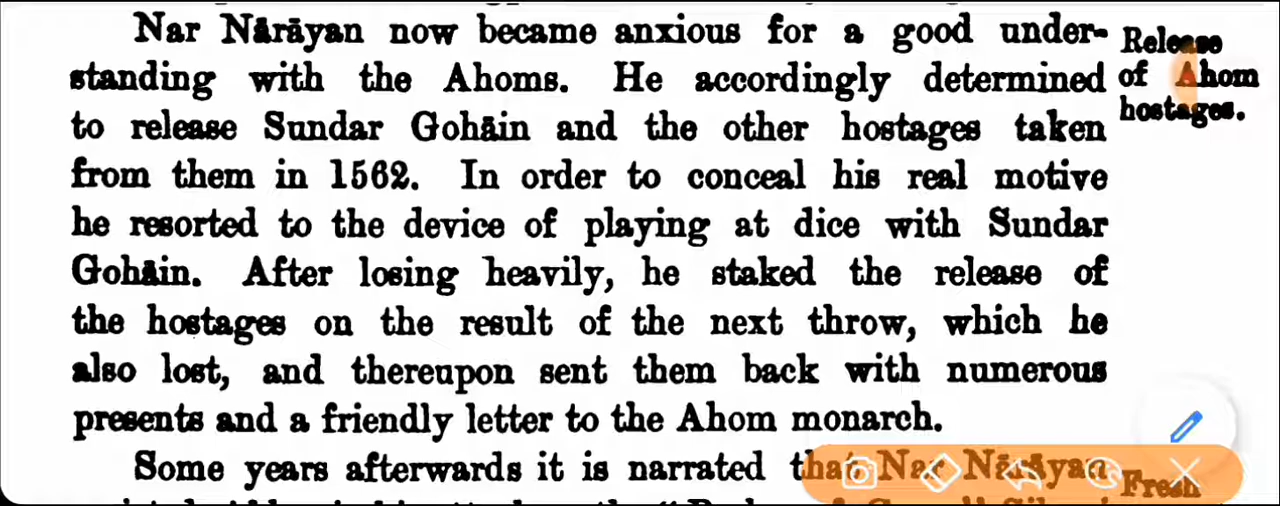 Nar Nārāyan now became anxious for a good under-
standing with the Ahoms. He accordingly determined
to release Sundar Gohāin and the other hostages taken
from them in 1562. In order to conceal his real motive
he resorted to the device of playing at dice with Sundar
Gohāin. After losing heavily, he staked the release of
the hostages on the result of the next throw, which he
also lost, and thereupon sent them back with numerous
presents and a friendly letter to the Ahom monarch.
Release
of Ahom
hostages.
Some years afterwards it is narrated that Nar Nārāyan
Fresh